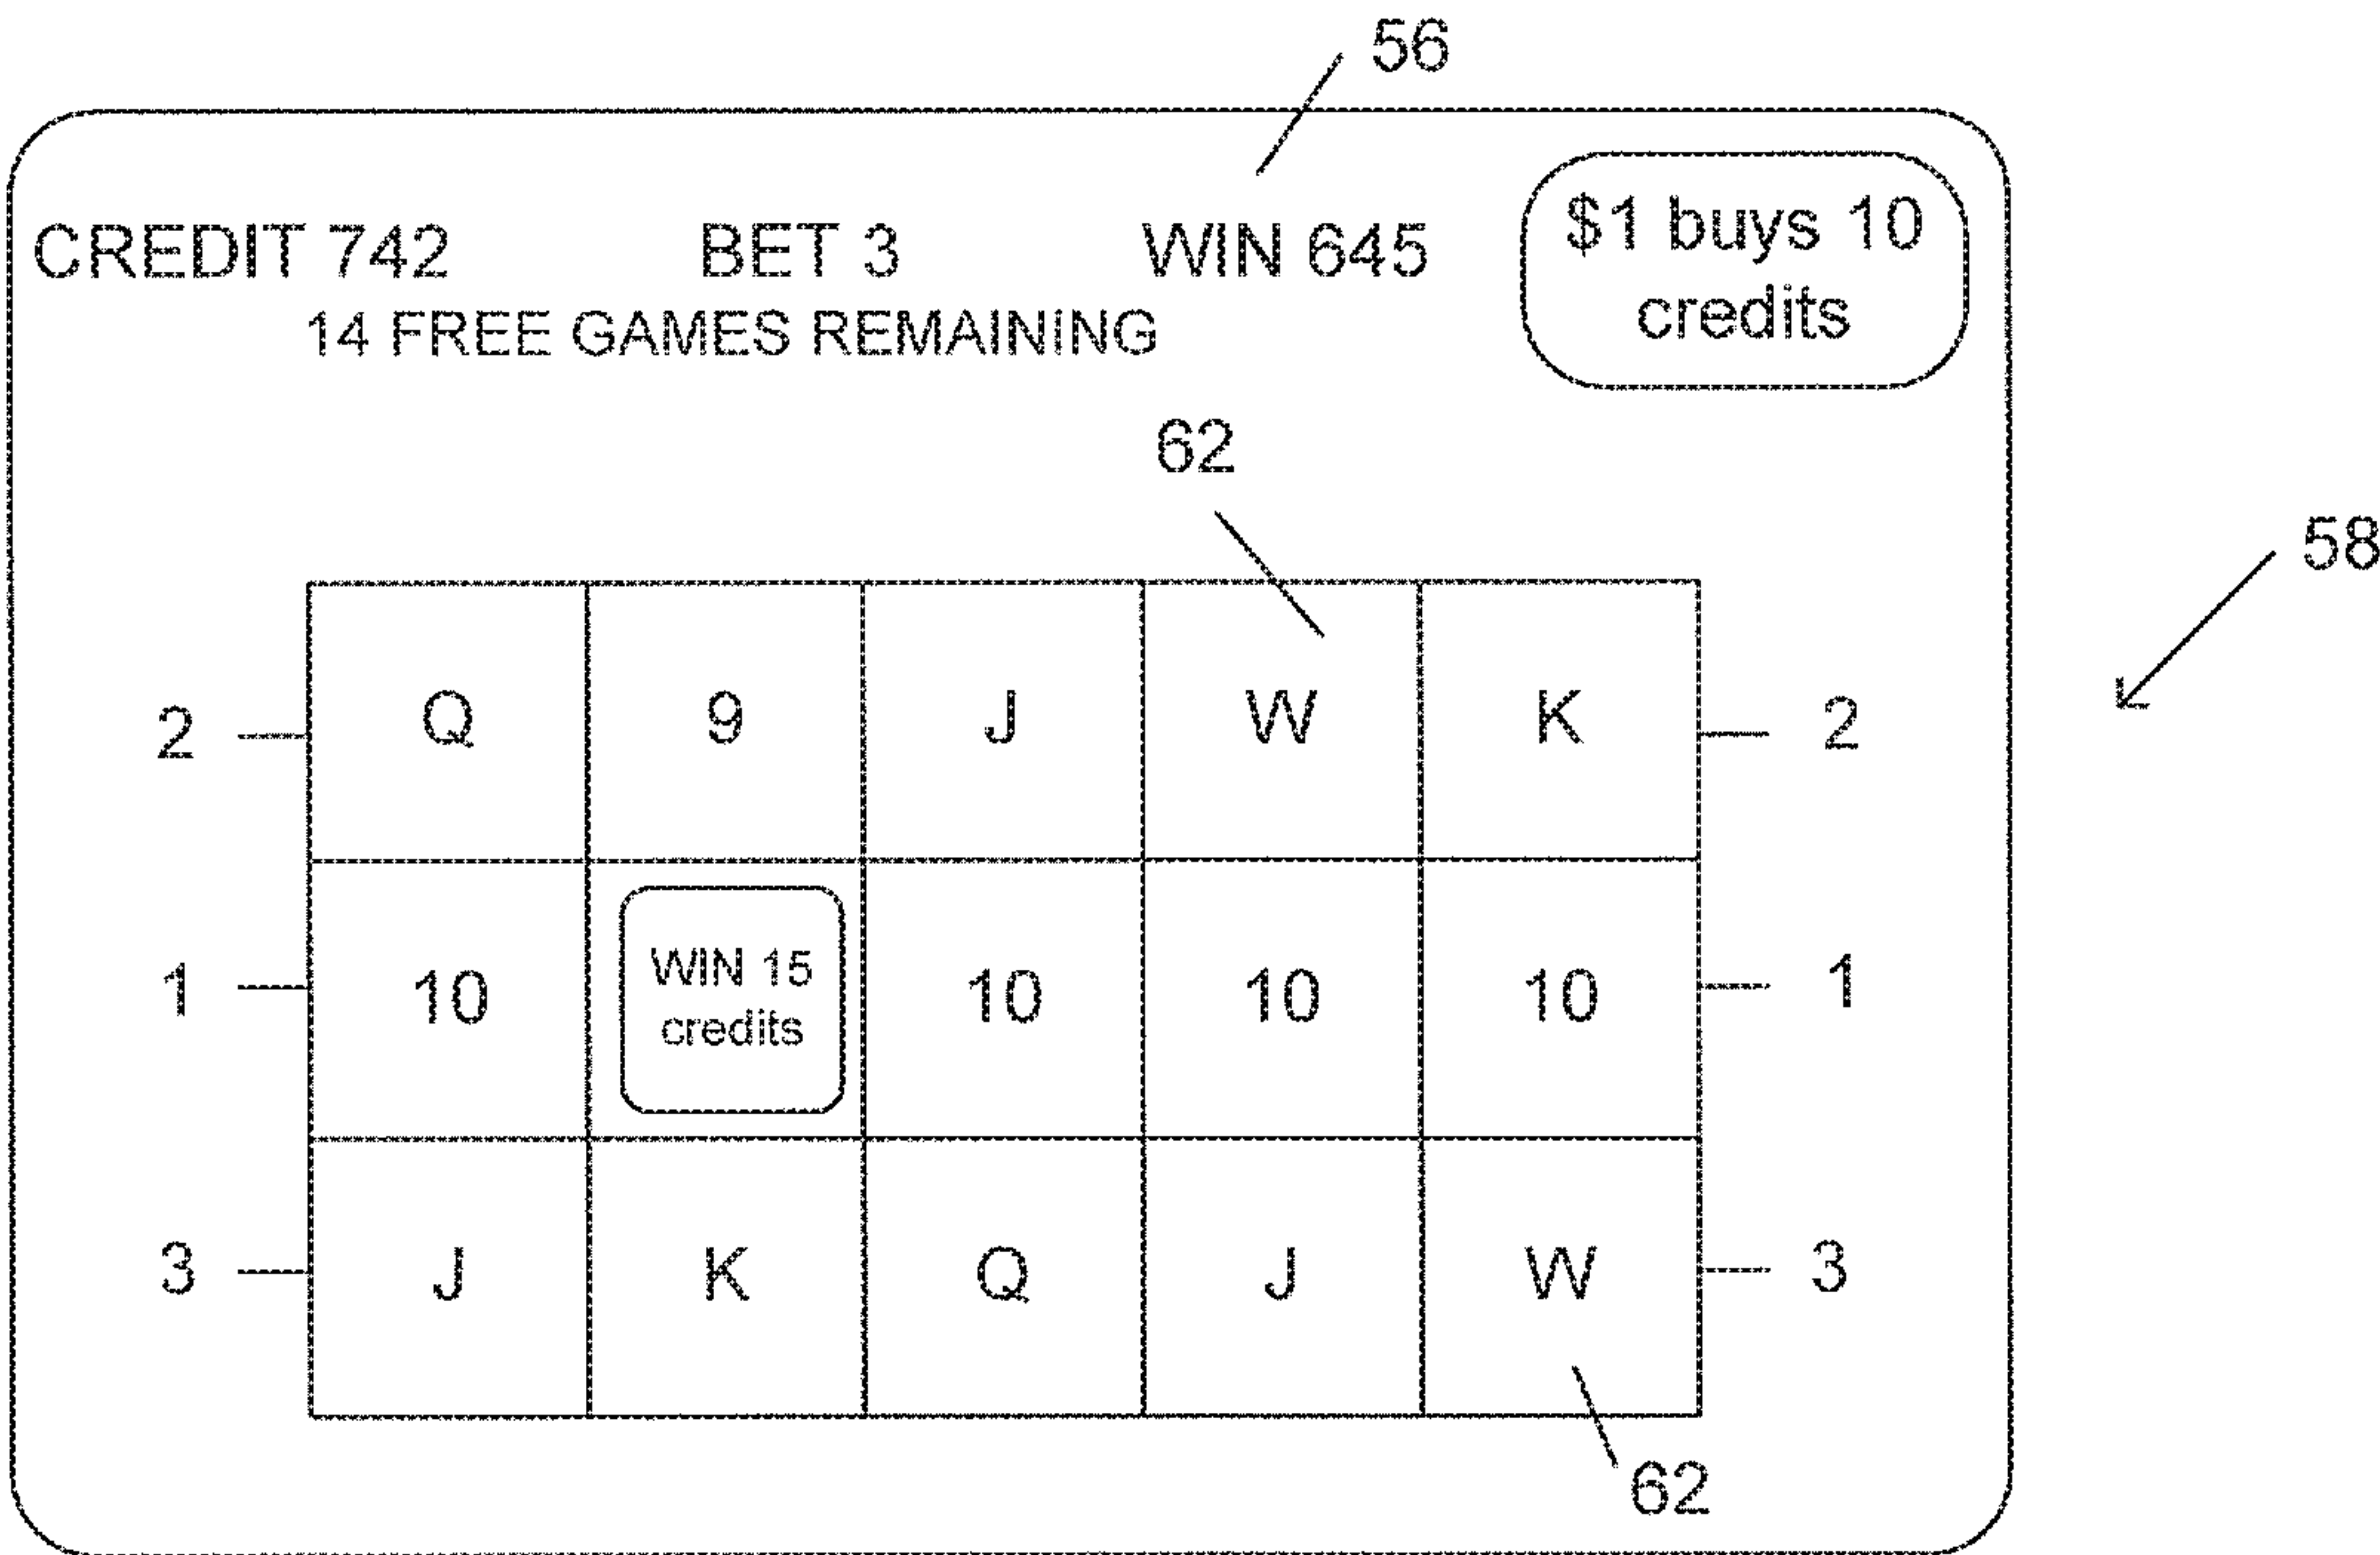 56
$1 buys 10
credits
CREDIT 742 BET 3 WIN 645
14 FREE GAMES REMAINING
62
58
2 Q 9 J W K 2
1 10 WIN 15 credits 10 10 10 1
3 J K Q J W 3
62